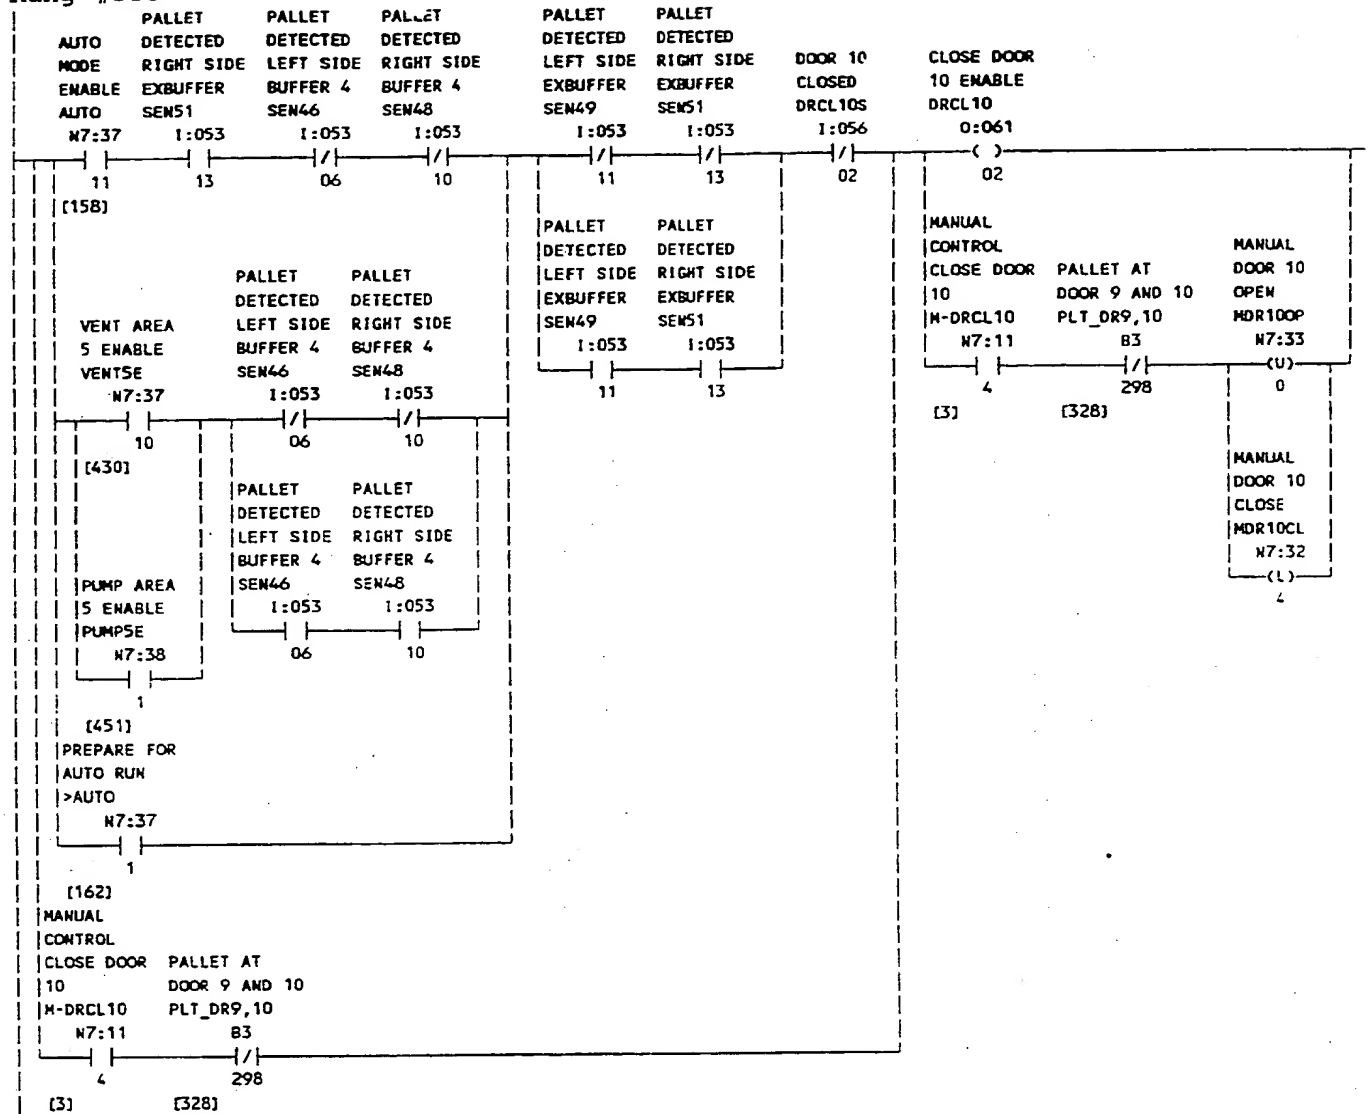 PALLET PALLET PALLET PALLET PALLET
AUTO DETECTED DETECTED DETECTED DETECTED DETECTED
MODE RIGHT SIDE LEFT SIDE RIGHT SIDE LEFT SIDE RIGHT SIDE DOOR 10 CLOSE DOOR
ENABLE EXBUFFER BUFFER 4 BUFFER 4 EXBUFFER EXBUFFER CLOSED 10 ENABLE
AUTO SEN51 SEN46 SEN48 SEN49 SEN51 DRCL10S DRCL10
N7:37 I:053 I:053 I:053 I:053 I:053 I:056 O:061
11 13 06 10 11 13 02 02
[158]
PALLET PALLET MANUAL
DETECTED DETECTED CONTROL MANUAL
PALLET PALLET LEFT SIDE RIGHT SIDE CLOSE DOOR PALLET AT DOOR 10
DETECTED DETECTED EXBUFFER EXBUFFER 10 DOOR 9 AND 10 OPEN
VENT AREA LEFT SIDE RIGHT SIDE SEN49 SEN51 M-DRCL10 PLT_DR9,10 MDR10OP
5 ENABLE BUFFER 4 BUFFER 4 I:053 I:053 N7:11 B3 N7:33
VENT5E SEN46 SEN48 (U)
N7:37 I:053 I:053 11 13 4 298 0
[3] [328]
10 06 10
[430] MANUAL
PALLET PALLET DOOR 10
DETECTED DETECTED CLOSE
LEFT SIDE RIGHT SIDE MDR10CL
BUFFER 4 BUFFER 4 N7:32
PUMP AREA SEN46 SEN48 (L)
5 ENABLE I:053 I:053 4
PUMP5E
N7:38 06 10
1
[451]
PREPARE FOR
AUTO RUN
>AUTO
N7:37
1
[162]
MANUAL
CONTROL
CLOSE DOOR PALLET AT
10 DOOR 9 AND 10
M-DRCL10 PLT_DR9,10
N7:11 B3
4 298
[3] [328]